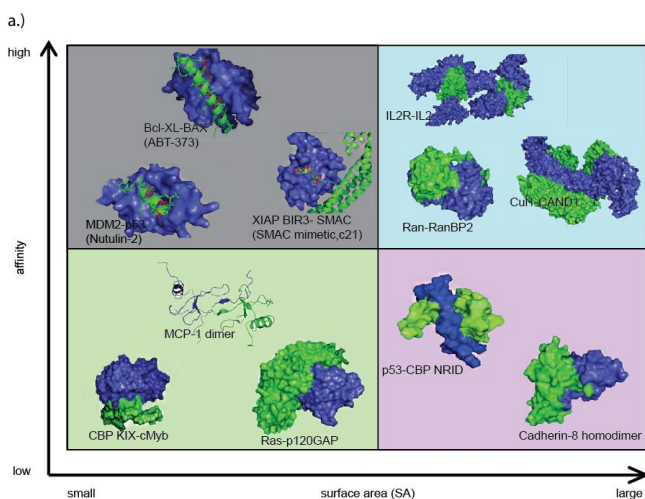 a.)
high
Bcl-XL-BAX
(ABT-373)
IL2R-IL2
MDM2-p53
(Nutulin-2)
XIAP BIR3- SMAC
(SMAC mimetic,c21)
Ran-RanBP2
Cul1-CAND1
affinity
MCP-1 dimer
p53-CBP NRID
CBP KIX-cMyb
Ras-p120GAP
Cadherin-8 homodimer
low
small
surface area (SA)
large